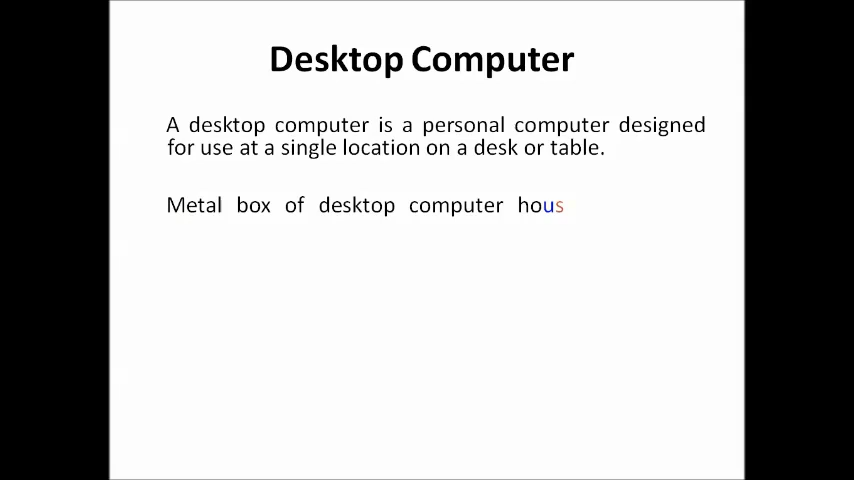 Desktop Computer
A desktop computer is a personal computer designed
for use at a single location on a desk or table.
Metal box of desktop computer hous